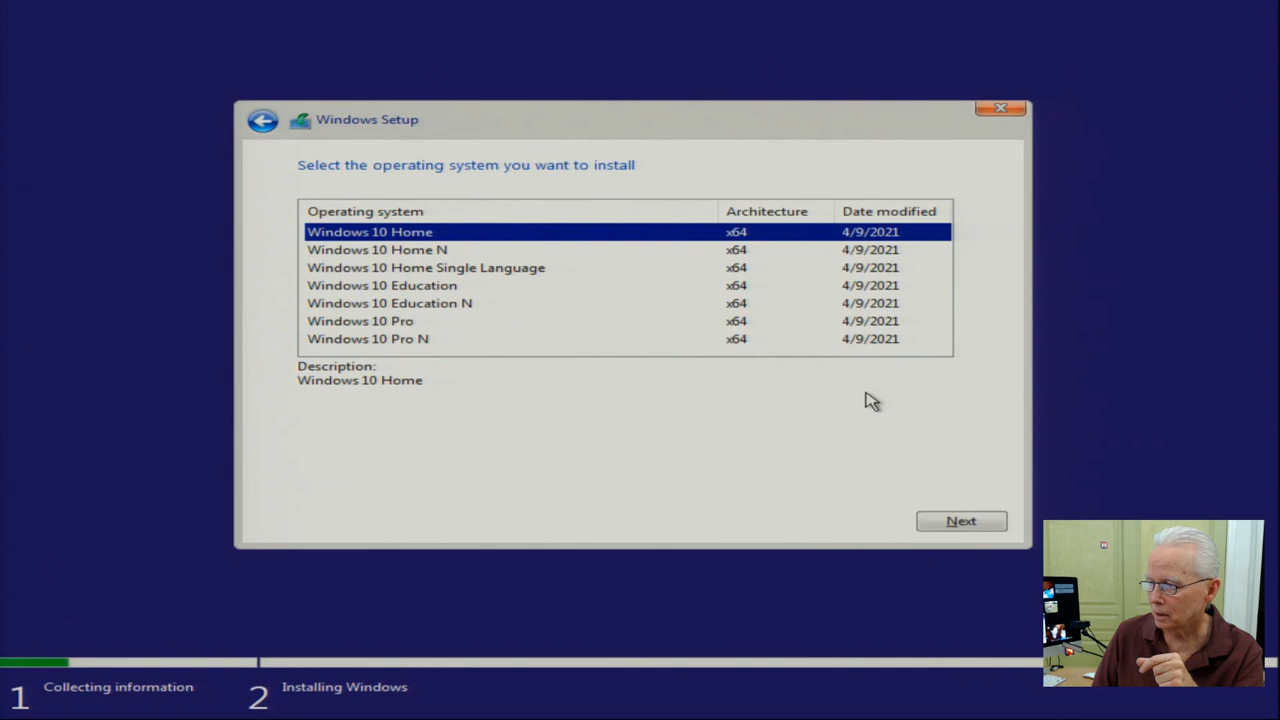 Windows Setup
Select the operating system you want to install
Operating system Architecture Date modified
Windows 10 Home x64 4/9/2021
Windows 10 Home N x64 4/9/2021
Windows 10 Home Single Language x64 4/9/2021
Windows 10 Education x64 4/9/2021
Windows 10 Education N x64 4/9/2021
Windows 10 Pro x64 4/9/2021
Windows 10 Pro N x64 4/9/2021
Description:
Windows 10 Home
Next
1 Collecting information 2 Installing Windows